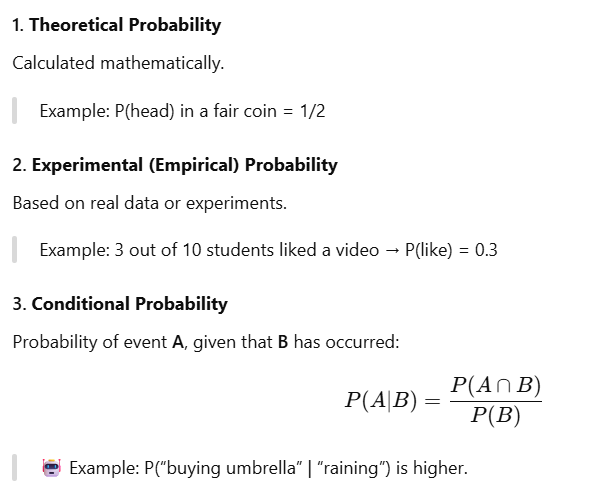 1. Theoretical Probability
Calculated mathematically.
Example: P(head) in a fair coin = 1/2
2. Experimental (Empirical) Probability
Based on real data or experiments.
Example: 3 out of 10 students liked a video → P(like) = 0.3
3. Conditional Probability
Probability of event A, given that B has occurred:
P(A|B) = P(A ∩ B) / P(B)
🤖 Example: P(“buying umbrella” | “raining”) is higher.